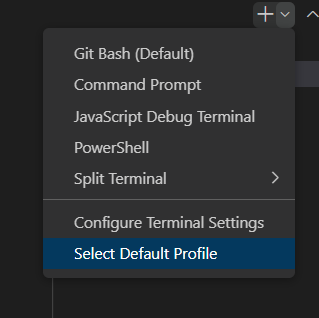 Git Bash (Default)
Command Prompt
JavaScript Debug Terminal
PowerShell
Split Terminal
Configure Terminal Settings
Select Default Profile